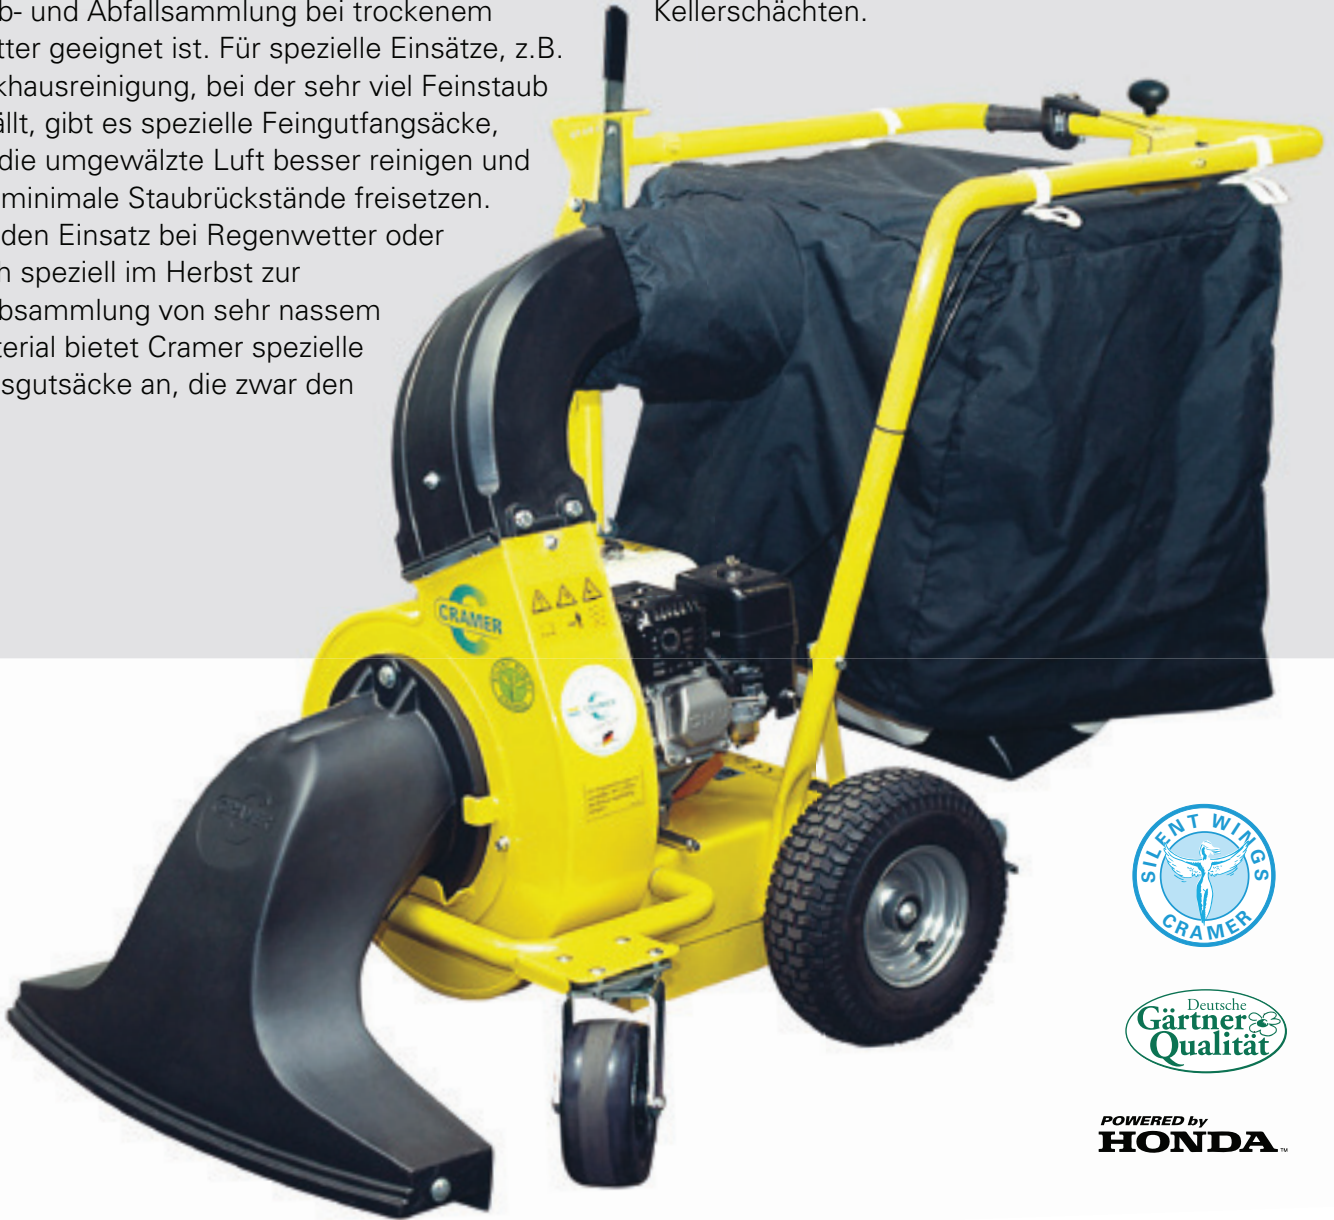 b- und Abfallsammlung bei trockenem
tter geeignet ist. Für spezielle Einsätze, z.B.
khausreinigung, bei der sehr viel Feinstaub
ällt, gibt es spezielle Feingutfangsäcke,
die umgewälzte Luft besser reinigen und
minimale Staubrückstände freisetzen.
den Einsatz bei Regenwetter oder
h speziell im Herbst zur
bsammlung von sehr nassem
terial bietet Cramer spezielle
sgutsäcke an, die zwar den
Kellerschächten.
CRAMER
CRAMER
SILENT WINGS
CRAMER
Deutsche
Gärtner
Qualität
POWERED by
HONDA